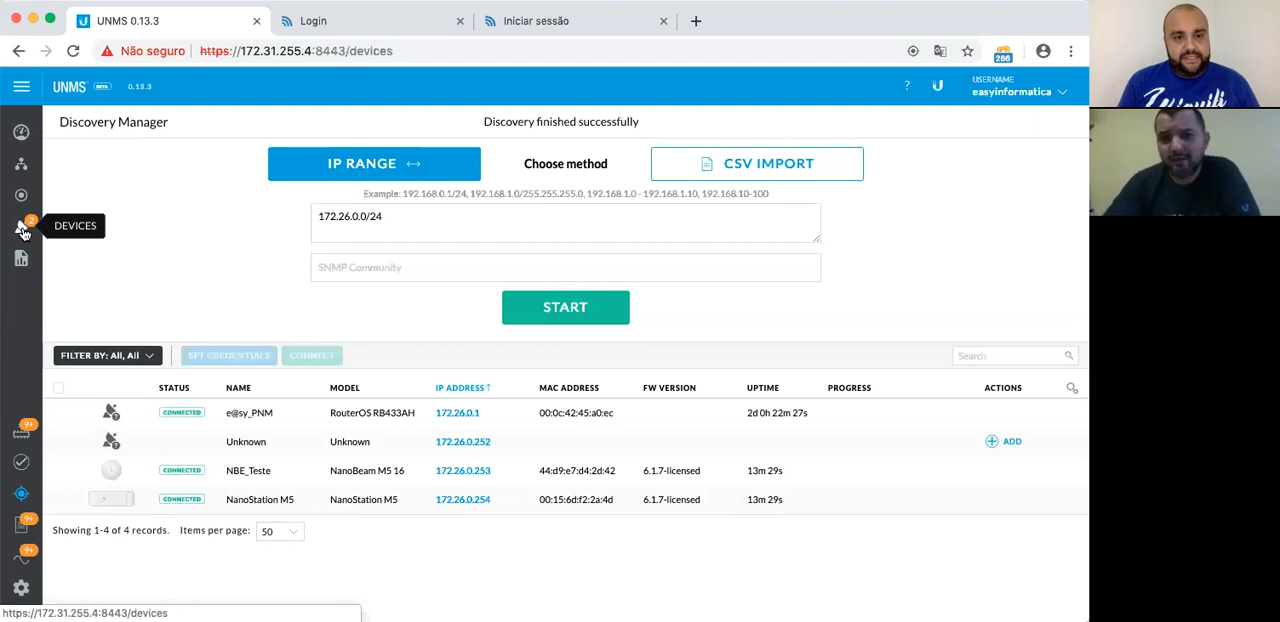 UNMS 0.13.3
Login
Iniciar sessão
Não seguro
https://172.31.255.4:8443/devices
266
UNMS BETA 0.13.3
?
USERNAME
easyinformatica
Discovery Manager
Discovery finished successfully
IP RANGE
Choose method
CSV IMPORT
Example: 192.168.0.1/24, 192.168.1.0/255.255.255.0, 192.168.1.0 - 192.168.1.10, 192.168.10-100
172.26.0.0/24
2
DEVICES
SNMP Community
START
FILTER BY: All, All
SET CREDENTIALS
CONNECT
Search
STATUS NAME MODEL IP ADDRESS MAC ADDRESS FW VERSION UPTIME PROGRESS ACTIONS
CONNECTED e@sy_PNM RouterOS RB433AH 172.26.0.1 00:0c:42:45:a0:ec 2d 0h 22m 27s
Unknown Unknown 172.26.0.252 ADD
CONNECTED NBE_Teste NanoBeam M5 16 172.26.0.253 44:d9:e7:d4:2d:42 6.1.7-licensed 13m 29s
CONNECTED NanoStation M5 NanoStation M5 172.26.0.254 00:15:6d:f2:2a:4d 6.1.7-licensed 13m 29s
Showing 1-4 of 4 records. Items per page: 50
9+
9+
9+
https://172.31.255.4:8443/devices